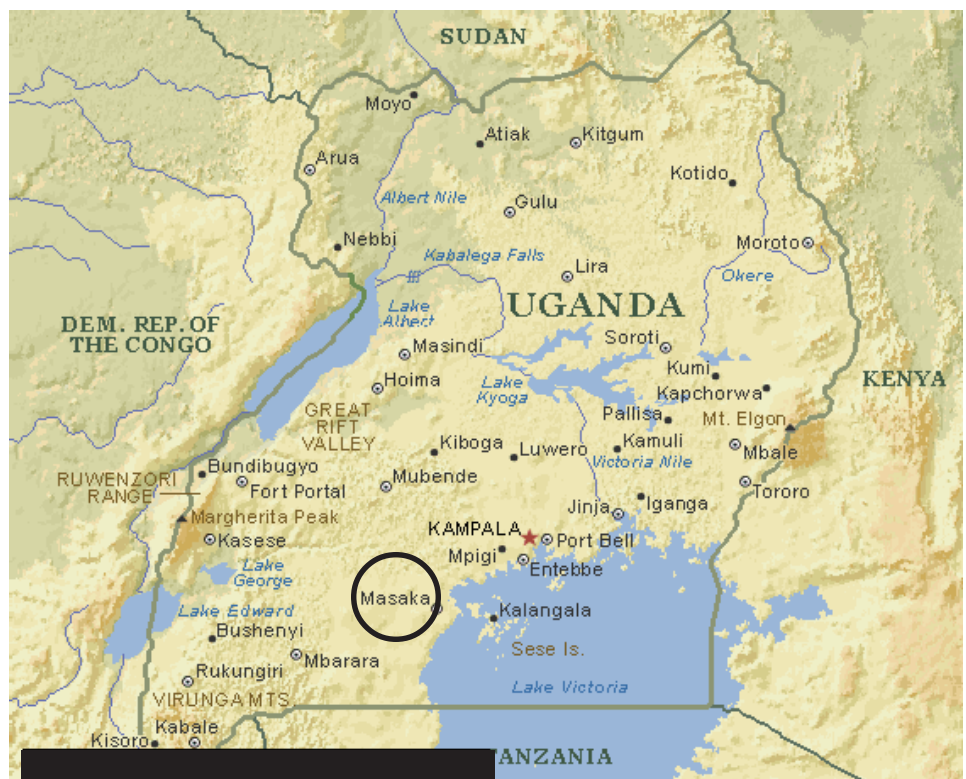 SUDAN
Moyo
Atiak
Kitgum
Arua
Kotido
Albert Nile
Gulu
Nebbi
Kabalega Falls
Moroto
Lira
Okere
Lake
Albert
UGANDA
DEM. REP. OF
THE CONGO
Masindi
Soroti
Hoima
Lake
Kyoga
Kumi
Kapchorwa
KENYA
GREAT
RIFT
VALLEY
Pallisa
Mt. Elgon
Kiboga
Luwero
Kamuli
Victoria Nile
Mbale
RUWENZORI
RANGE
Bundibugyo
Fort Portal
Mubende
Tororo
Iganga
Jinja
Margherita Peak
KAMPALA
Port Bell
Kasese
Mpigi
Entebbe
Lake
George
Masaka
Lake Edward
Kalangala
Bushenyi
Sese Is.
Mbarara
Rukungiri
Lake Victoria
VIRUNGA MTS
Kabale
Kisoro
TANZANIA